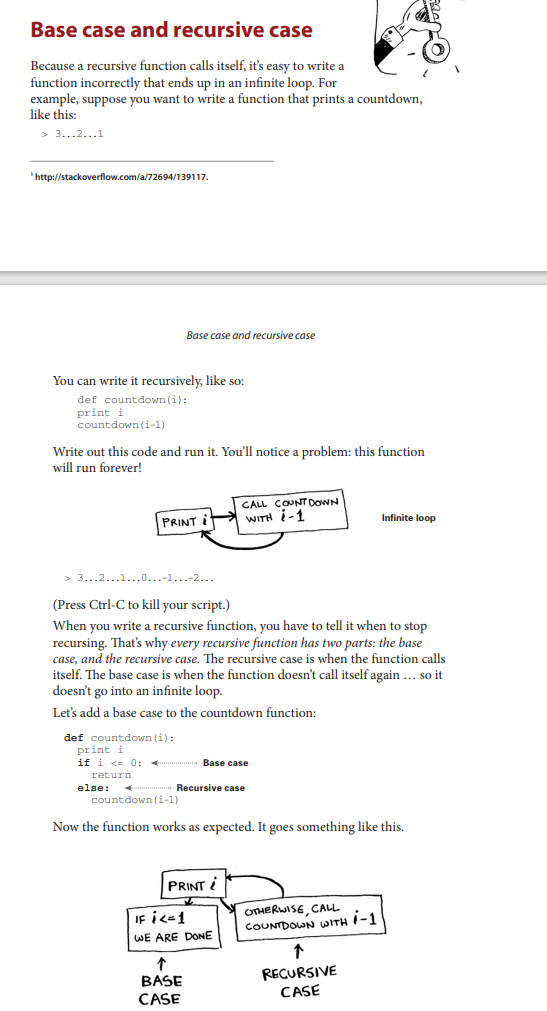 Base case and recursive case
Because a recursive function calls itself, it's easy to write a
function incorrectly that ends up in an infinite loop. For
example, suppose you want to write a function that prints a countdown,
like this:
> 3...2...1
1 http://stackoverflow.com/a/72694/139117.
Base case and recursive case
You can write it recursively, like so:
def countdown(i):
print i
countdown(i-1)
Write out this code and run it. You'll notice a problem: this function
will run forever!
PRINT i
CALL COUNTDOWN
WITH i-1
Infinite loop
> 3...2...1...0...-1...-2...
(Press Ctrl-C to kill your script.)
When you write a recursive function, you have to tell it when to stop
recursing. That's why every recursive function has two parts: the base
case, and the recursive case. The recursive case is when the function calls
itself. The base case is when the function doesn't call itself again … so it
doesn't go into an infinite loop.
Let's add a base case to the countdown function:
def countdown(i):
print i
if i <= 0: Base case
return
else: Recursive case
countdown(i-1)
Now the function works as expected. It goes something like this.
PRINT i
IF i<=1
WE ARE DONE
OTHERWISE, CALL
COUNTDOWN WITH i-1
BASE
CASE
RECURSIVE
CASE